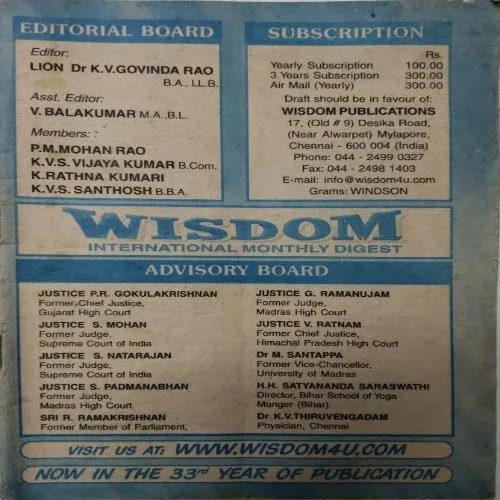 EDITORIAL BOARD
Editor:
LION Dr K.V.GOVINDA RAO
B.A., LL.B.
Asst. Editor:
V. BALAKUMAR M.A.,B.L.
Members:
P.M.MOHAN RAO
K.V.S. VIJAYA KUMAR B.Com.
K.RATHNA KUMARI
K.V.S. SANTHOSH B.B.A.
SUBSCRIPTION
Rs.
Yearly Subscription 100.00
3 Years Subscription 300.00
Air Mail (Yearly) 300.00
Draft should be in favour of:
WISDOM PUBLICATIONS
17, (Old # 9) Desika Road,
(Near Alwarpet) Mylapore,
Chennai - 600 004 (India)
Phone: 044 - 2499 0327
Fax: 044 - 2498 1403
E-mail: info@wisdom4u.com
Grams: WINDSON
WISDOM
INTERNATIONAL MONTHLY DIGEST
ADVISORY BOARD
JUSTICE P.R. GOKULAKRISHNAN
Former Chief Justice,
Gujarat High Court
JUSTICE S. MOHAN
Former Judge,
Supreme Court of India
JUSTICE S. NATARAJAN
Former Judge,
Supreme Court of India
JUSTICE S. PADMANABHAN
Former Judge,
Madras High Court
SRI R. RAMAKRISHNAN
Former Member of Parliament,
JUSTICE G. RAMANUJAM
Former Judge,
Madras High Court
JUSTICE V. RATNAM
Former Chief Justice,
Himachal Pradesh High Court
Dr M. SANTAPPA
Former Vice-Chancellor,
University of Madras
H.H. SATYANANDA SARASWATHI
Director, Bihar School of Yoga
Munger (Bihar)
Dr K.V.THIRUVENGADAM
Physician, Chennai
VISIT US AT: WWW.WISDOM4U.COM
NOW IN THE 33rd YEAR OF PUBLICATION